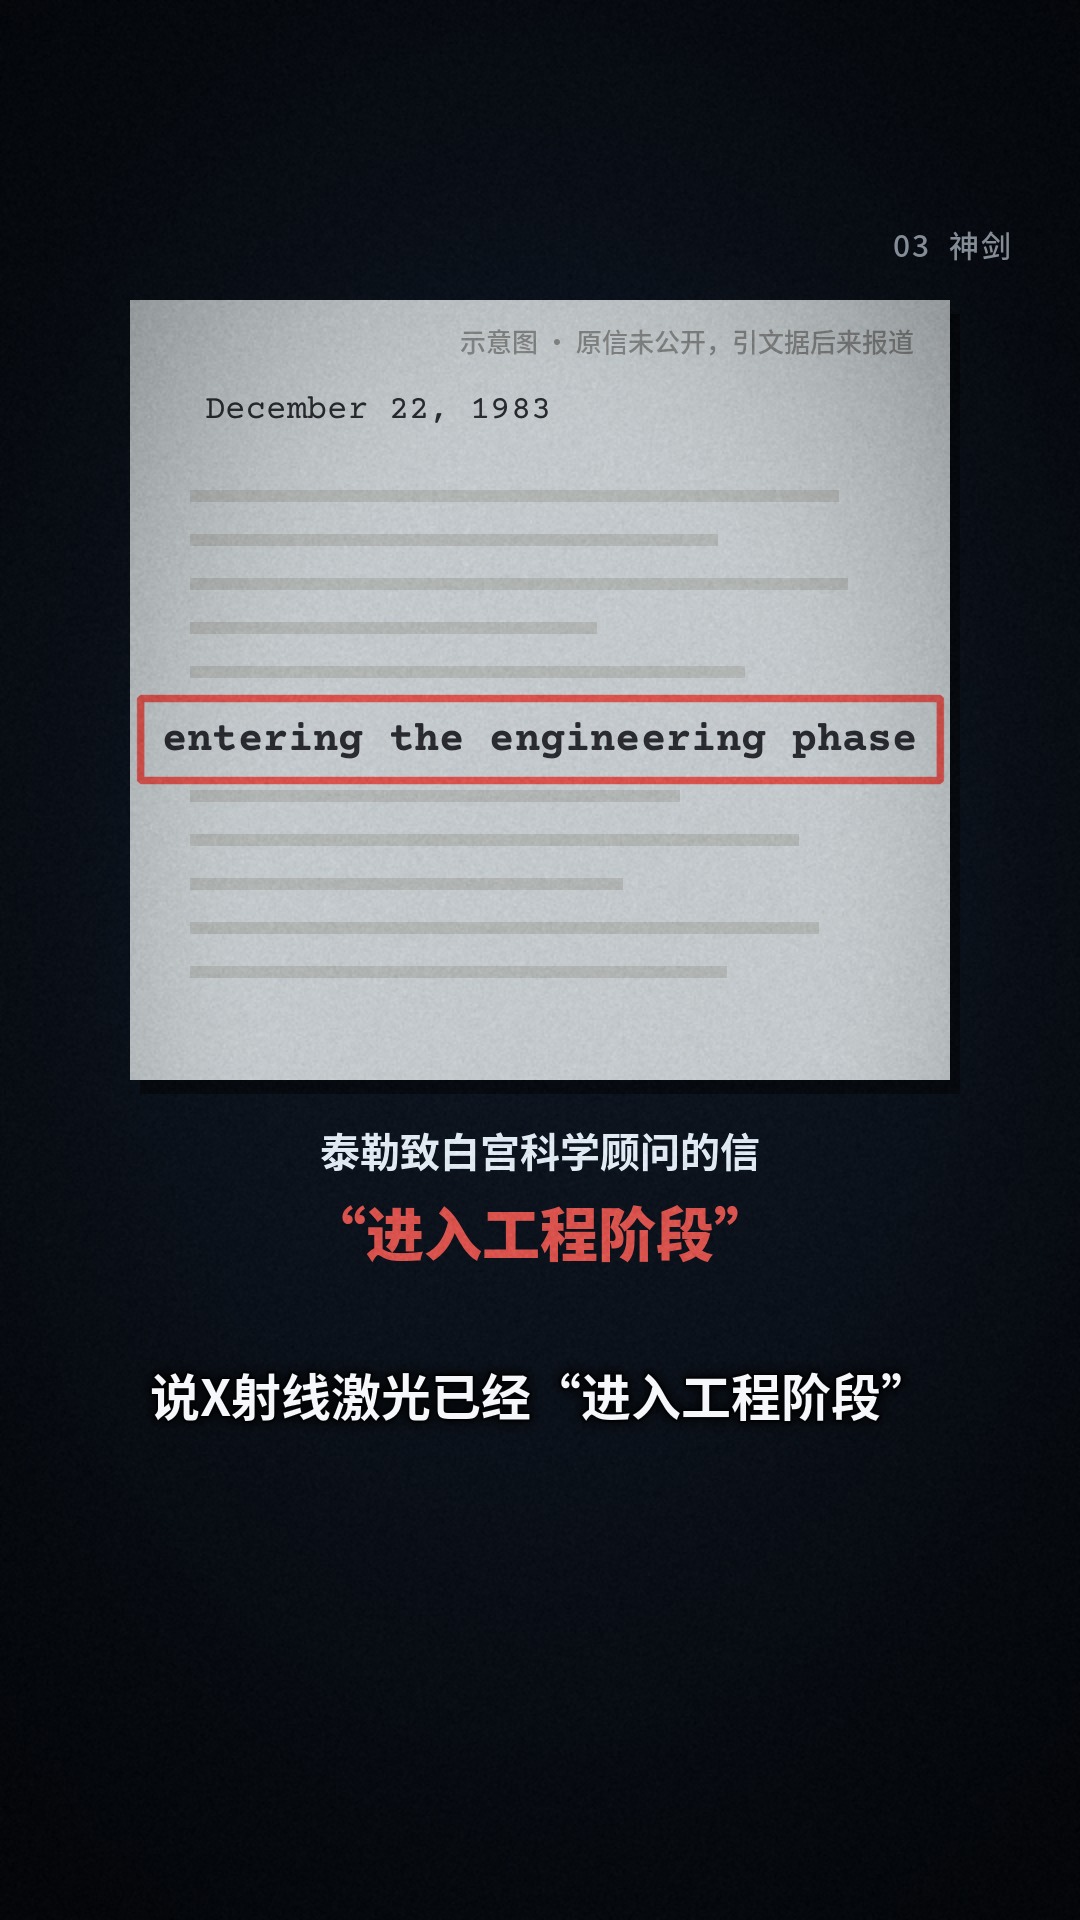 03 神剑
示意图 · 原信未公开，引文据后来报道
December 22, 1983
entering the engineering phase
泰勒致白宫科学顾问的信
“进入工程阶段”
说X射线激光已经“进入工程阶段”